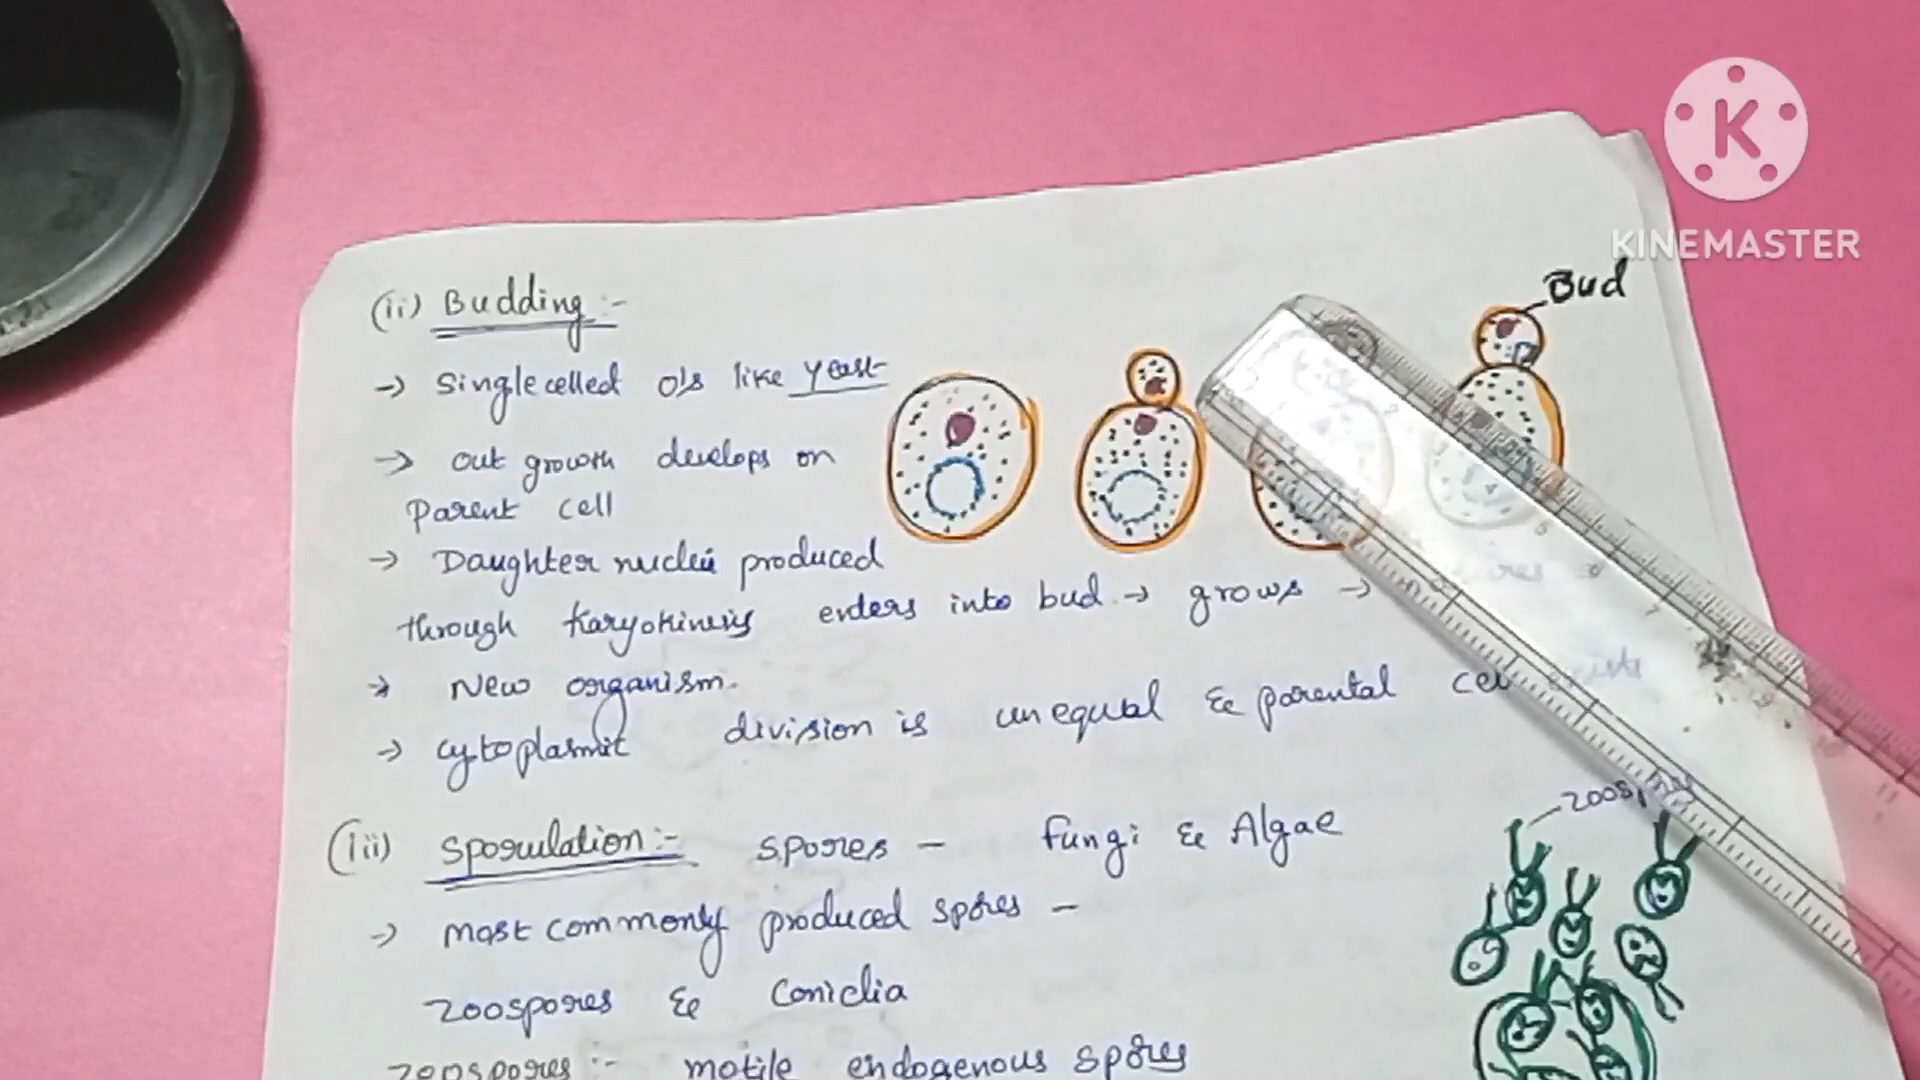 KINEMASTER
Bud
(ii) Budding :-
→ Singlecelled o's like yeast
→ out growth develops on
Parent cell
→ Daughter nuclei produced
through Karyokinesis enters into bud → grows →
→ New organism.
→ cytoplasmic division is unequal & parental
zoosp
(iii) Sporulation :- spores - fungi & Algae
→ most commonly produced spores -
zoospores & Conidia
zoospores :- motile endogenous spores